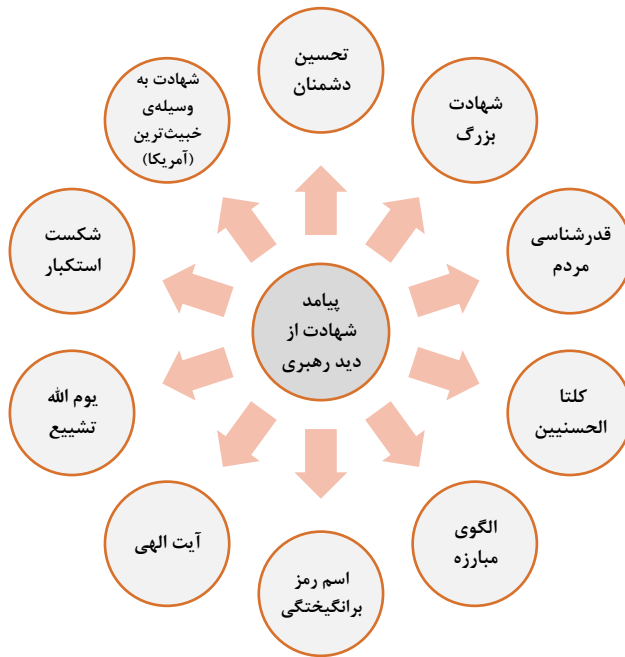 تحسین
دشمنان
شهادت
بزرگ
قدرشناسی
مردم
کلتا
الحسنیین
الگوی
مبارزه
اسم رمز
برانگیختگی
آیت الهی
یوم الله
تشییع
شکست
استکبار
شهادت به
وسیله‌ی
خبیث‌ترین
(آمریکا)
پیامد
شهادت از
دید رهبری